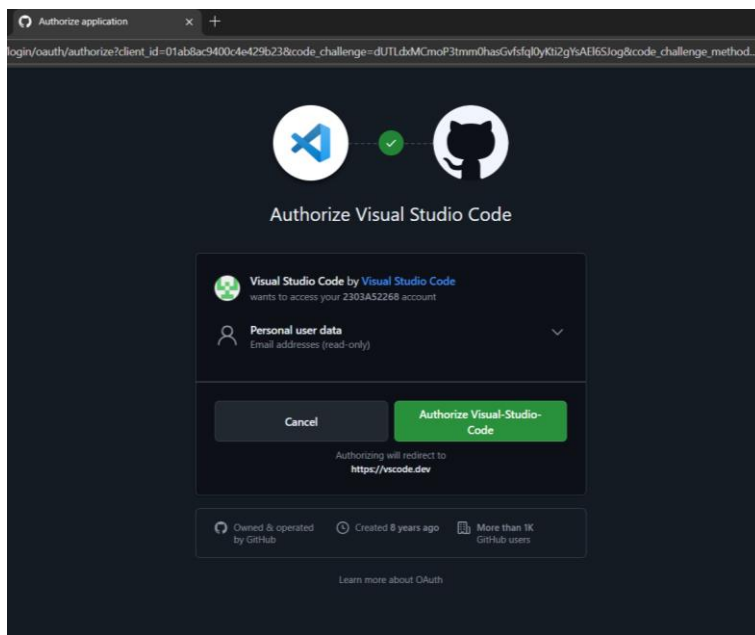 Authorize application
login/oauth/authorize?client_id=01ab8ac9400c4e429b23&code_challenge=dUTLdxMCmoP3tmm0hasGvfsfql0yKti2gYsAEl6SJog&code_challenge_method...
Authorize Visual Studio Code
Visual Studio Code by Visual Studio Code
wants to access your 2303A52268 account
Personal user data
Email addresses (read-only)
Cancel
Authorize Visual-Studio-
Code
Authorizing will redirect to
https://vscode.dev
Owned & operated
by GitHub
Created 8 years ago
More than 1K
GitHub users
Learn more about OAuth